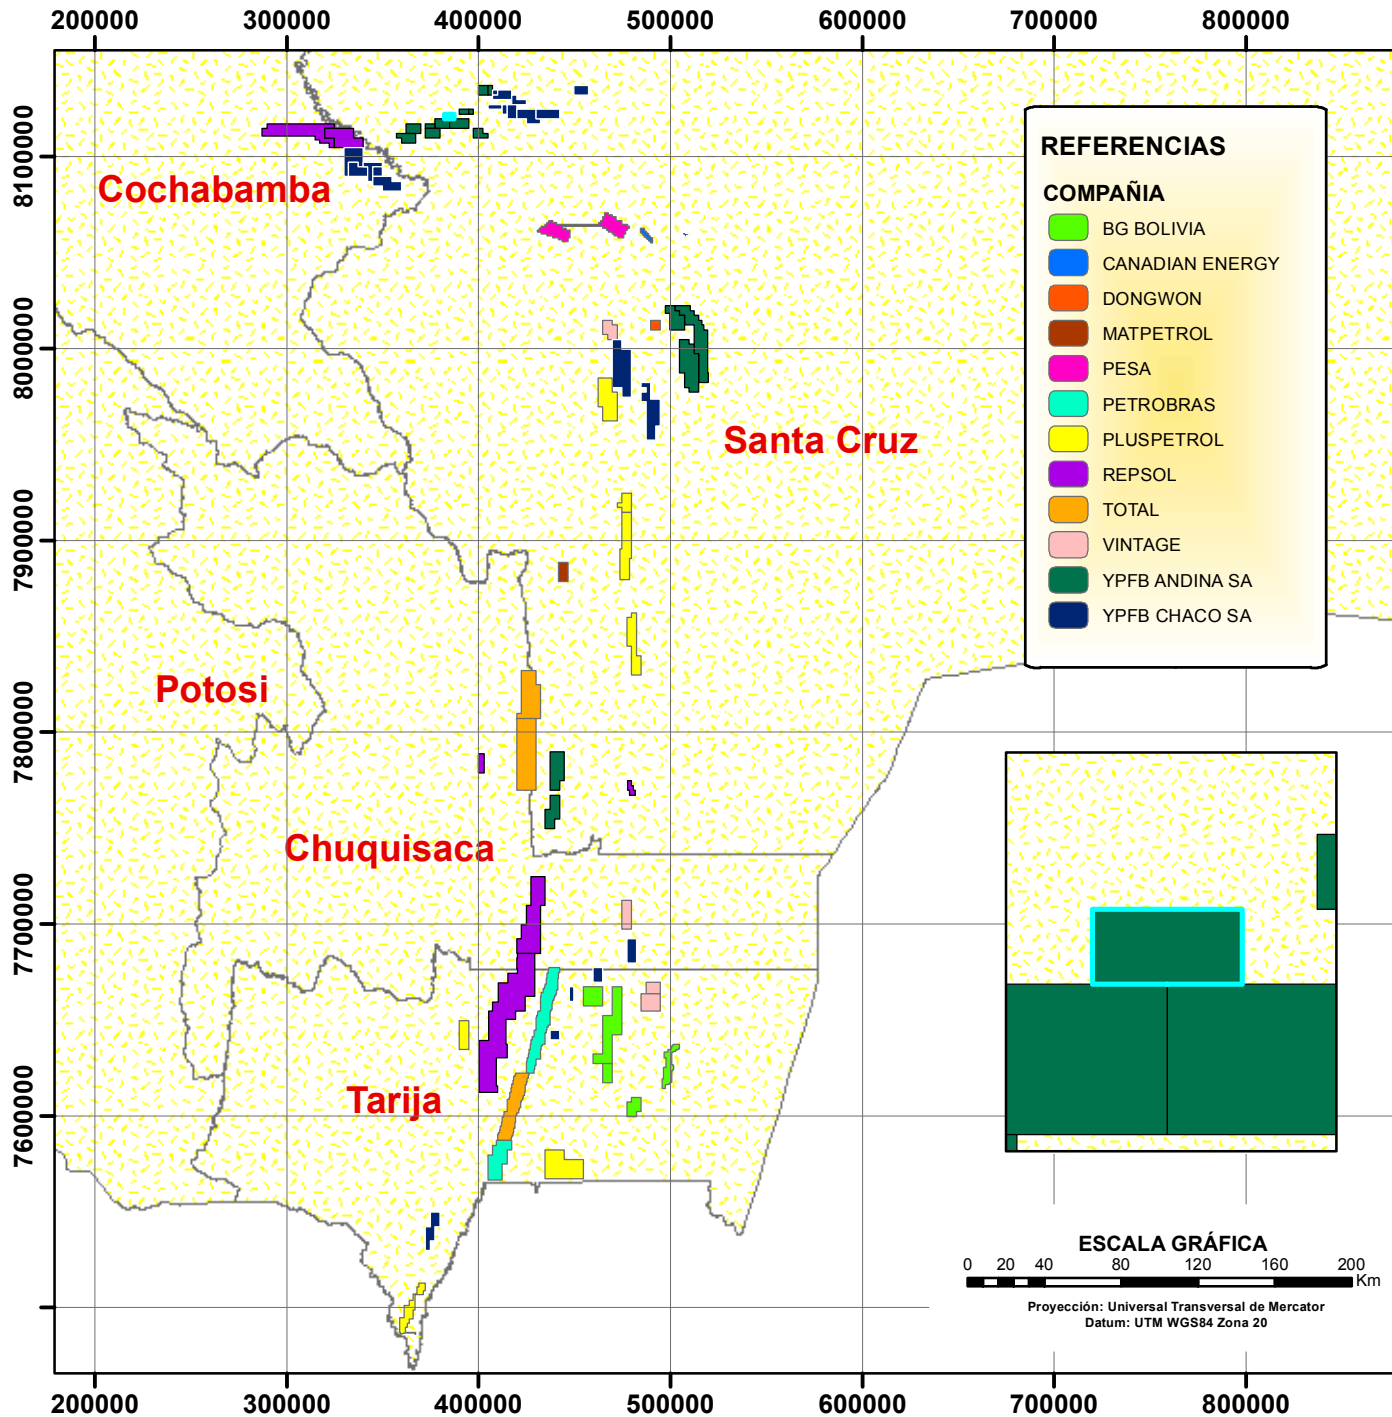 200000 300000 400000 500000 600000 700000 800000
8100000
8000000
7900000
7800000
7700000
7600000
Cochabamba
Santa Cruz
Potosi
Chuquisaca
Tarija
REFERENCIAS
COMPAÑIA
BG BOLIVIA
CANADIAN ENERGY
DONGWON
MATPETROL
PESA
PETROBRAS
PLUSPETROL
REPSOL
TOTAL
VINTAGE
YPFB ANDINA SA
YPFB CHACO SA
ESCALA GRÁFICA
0 20 40 80 120 160 200
Km
Proyección: Universal Transversal de Mercator
Datum: UTM WGS84 Zona 20
200000 300000 400000 500000 600000 700000 800000